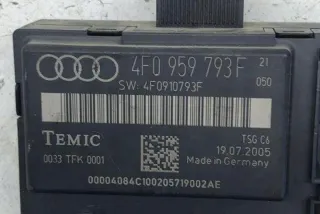 4F0 959 793F 21
050
SW: 4F0910793F
TEMIC
TSG C6
19.07.2005
0033 TFK 0001
Made in Germany
00004084C100205719002AE